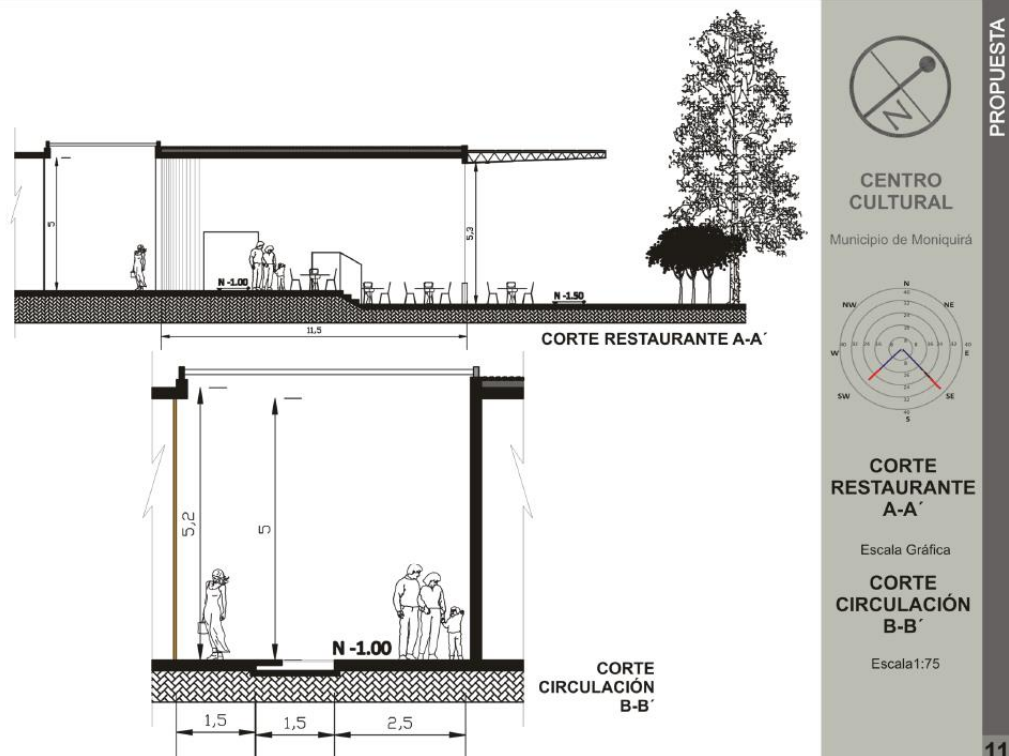 5
5,3
N -1.00
N -1.50
11,5
CORTE RESTAURANTE A-A´
5,2
5
N -1.00
CORTE
CIRCULACIÓN
B-B´
1,5
1,5
2,5
PROPUESTA
N
CENTRO
CULTURAL
Municipio de Moniquirá
N
NW
NE
W
E
SW
SE
S
CORTE
RESTAURANTE
A-A´
Escala Gráfica
CORTE
CIRCULACIÓN
B-B´
Escala1:75
11